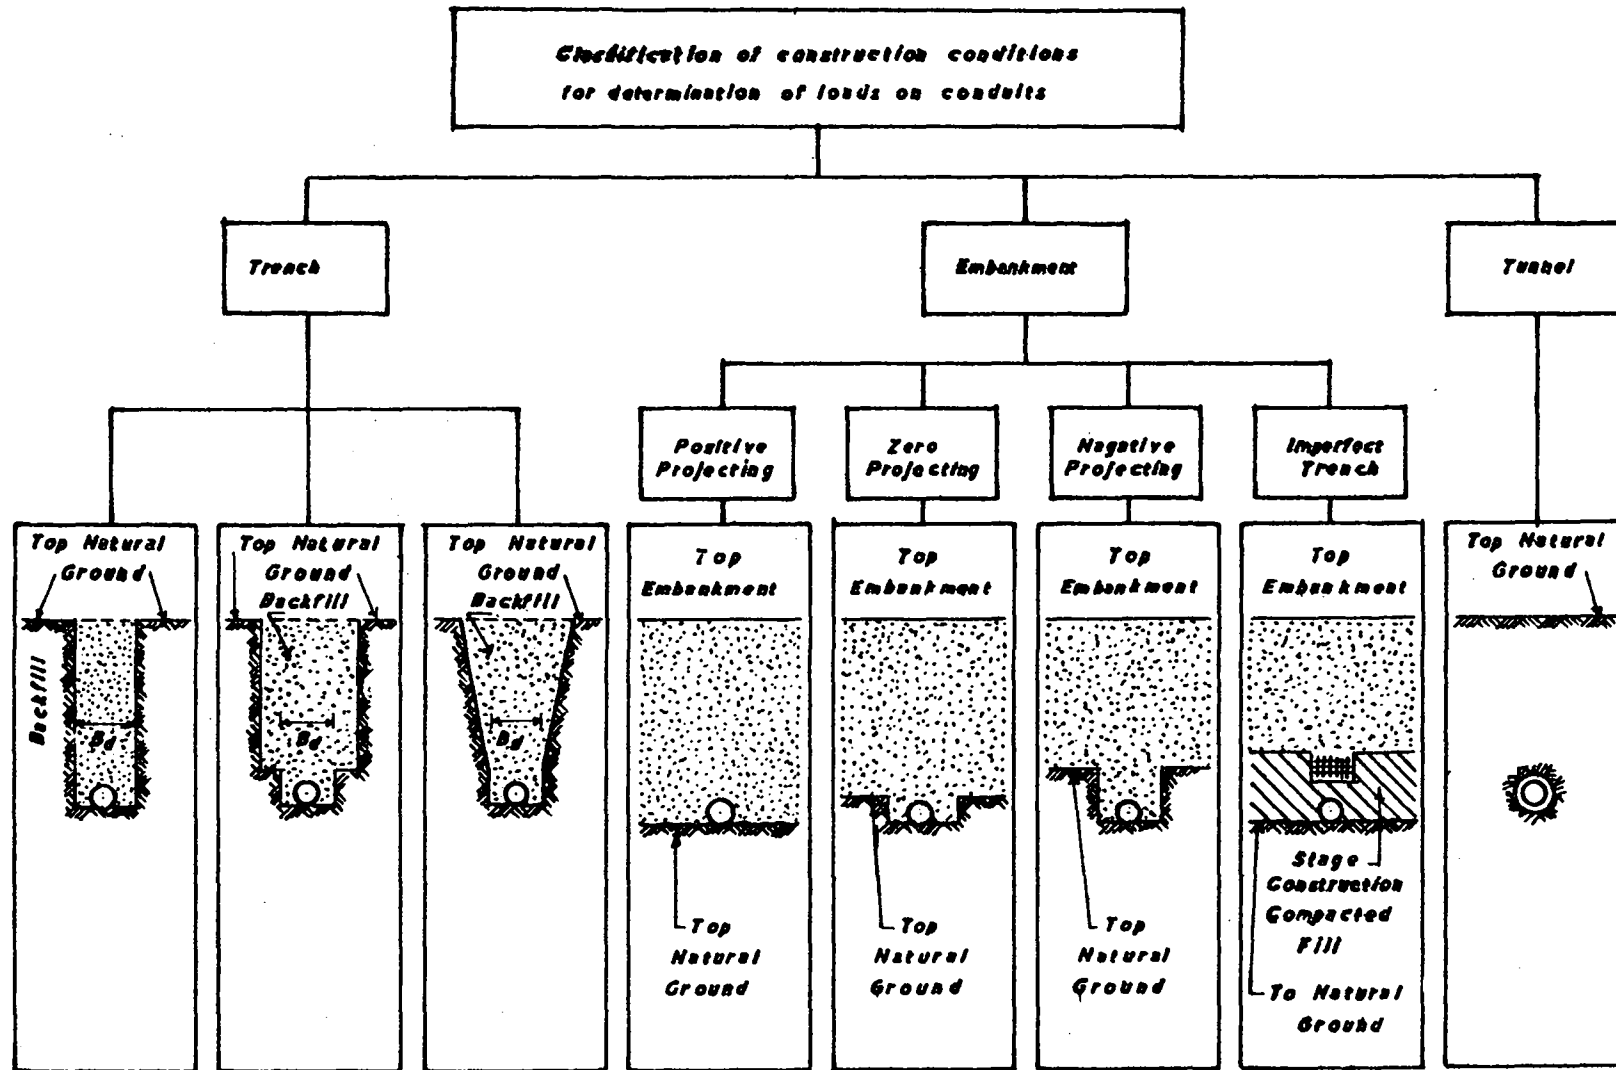 Classification of construction conditions
for determination of loads on conduits
Trench
Embankment
Tunnel
Positive
Projecting
Zero
Projecting
Nagative
Projecting
Imperfect
Trench
Top Natural
Ground
Backfill
Bd
Top Natural
Ground
Backfill
Bd
Top Natural
Ground
Backfill
Bd
Top
Embankment
Top
Natural
Ground
Top
Embankment
Top
Natural
Ground
Top
Embankment
Top
Natural
Ground
Top
Embankment
Stage
Construction
Compacted
Fill
To Natural
Ground
Top Natural
Ground